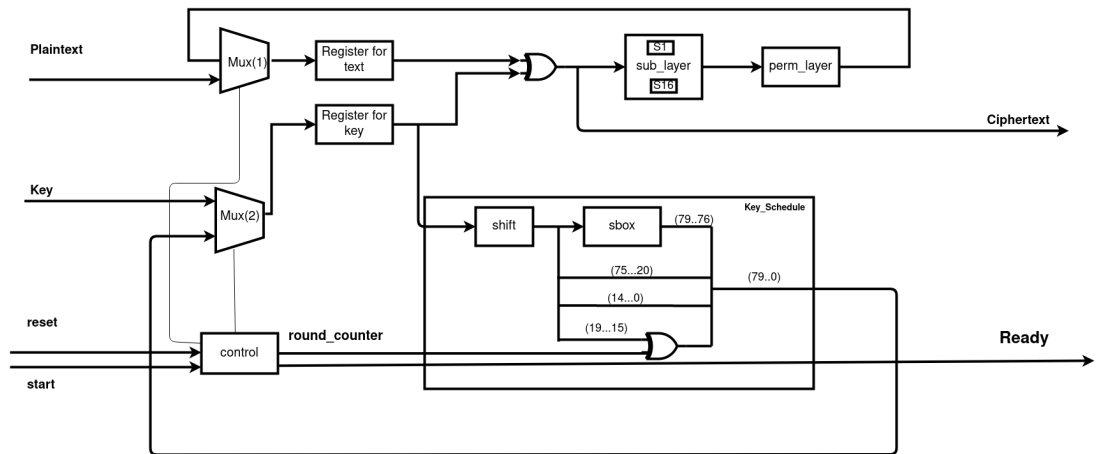 Plaintext
Mux(1)
Register for
text
S1
sub_layer
S16
perm_layer
Register for
key
Ciphertext
Key
Mux(2)
Key_Schedule
shift
sbox
(79..76)
(75...20)
(79..0)
(14...0)
(19...15)
reset
round_counter
Ready
control
start